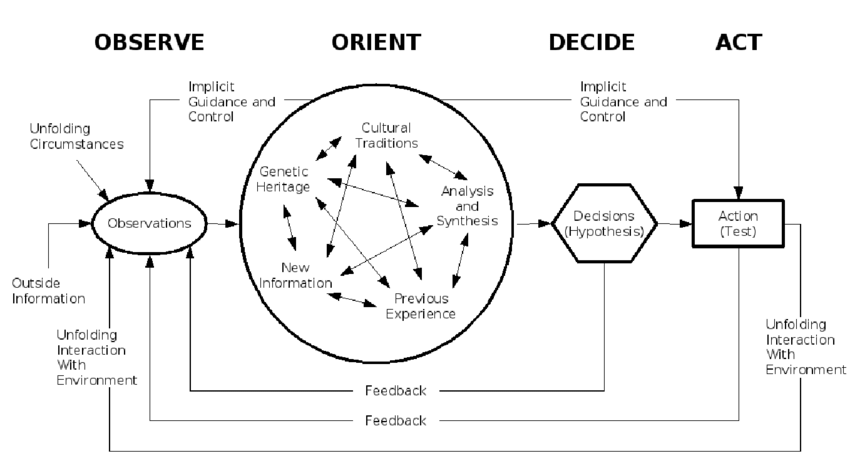 OBSERVE
ORIENT
DECIDE
ACT
Implicit
Guidance and
Control
Implicit
Guidance and
Control
Unfolding
Circumstances
Cultural
Traditions
Genetic
Heritage
Analysis
and
Synthesis
Observations
Decisions
(Hypothesis)
Action
(Test)
New
Information
Previous
Experience
Outside
Information
Unfolding
Interaction
With
Environment
Unfolding
Interaction
With
Environment
Feedback
Feedback